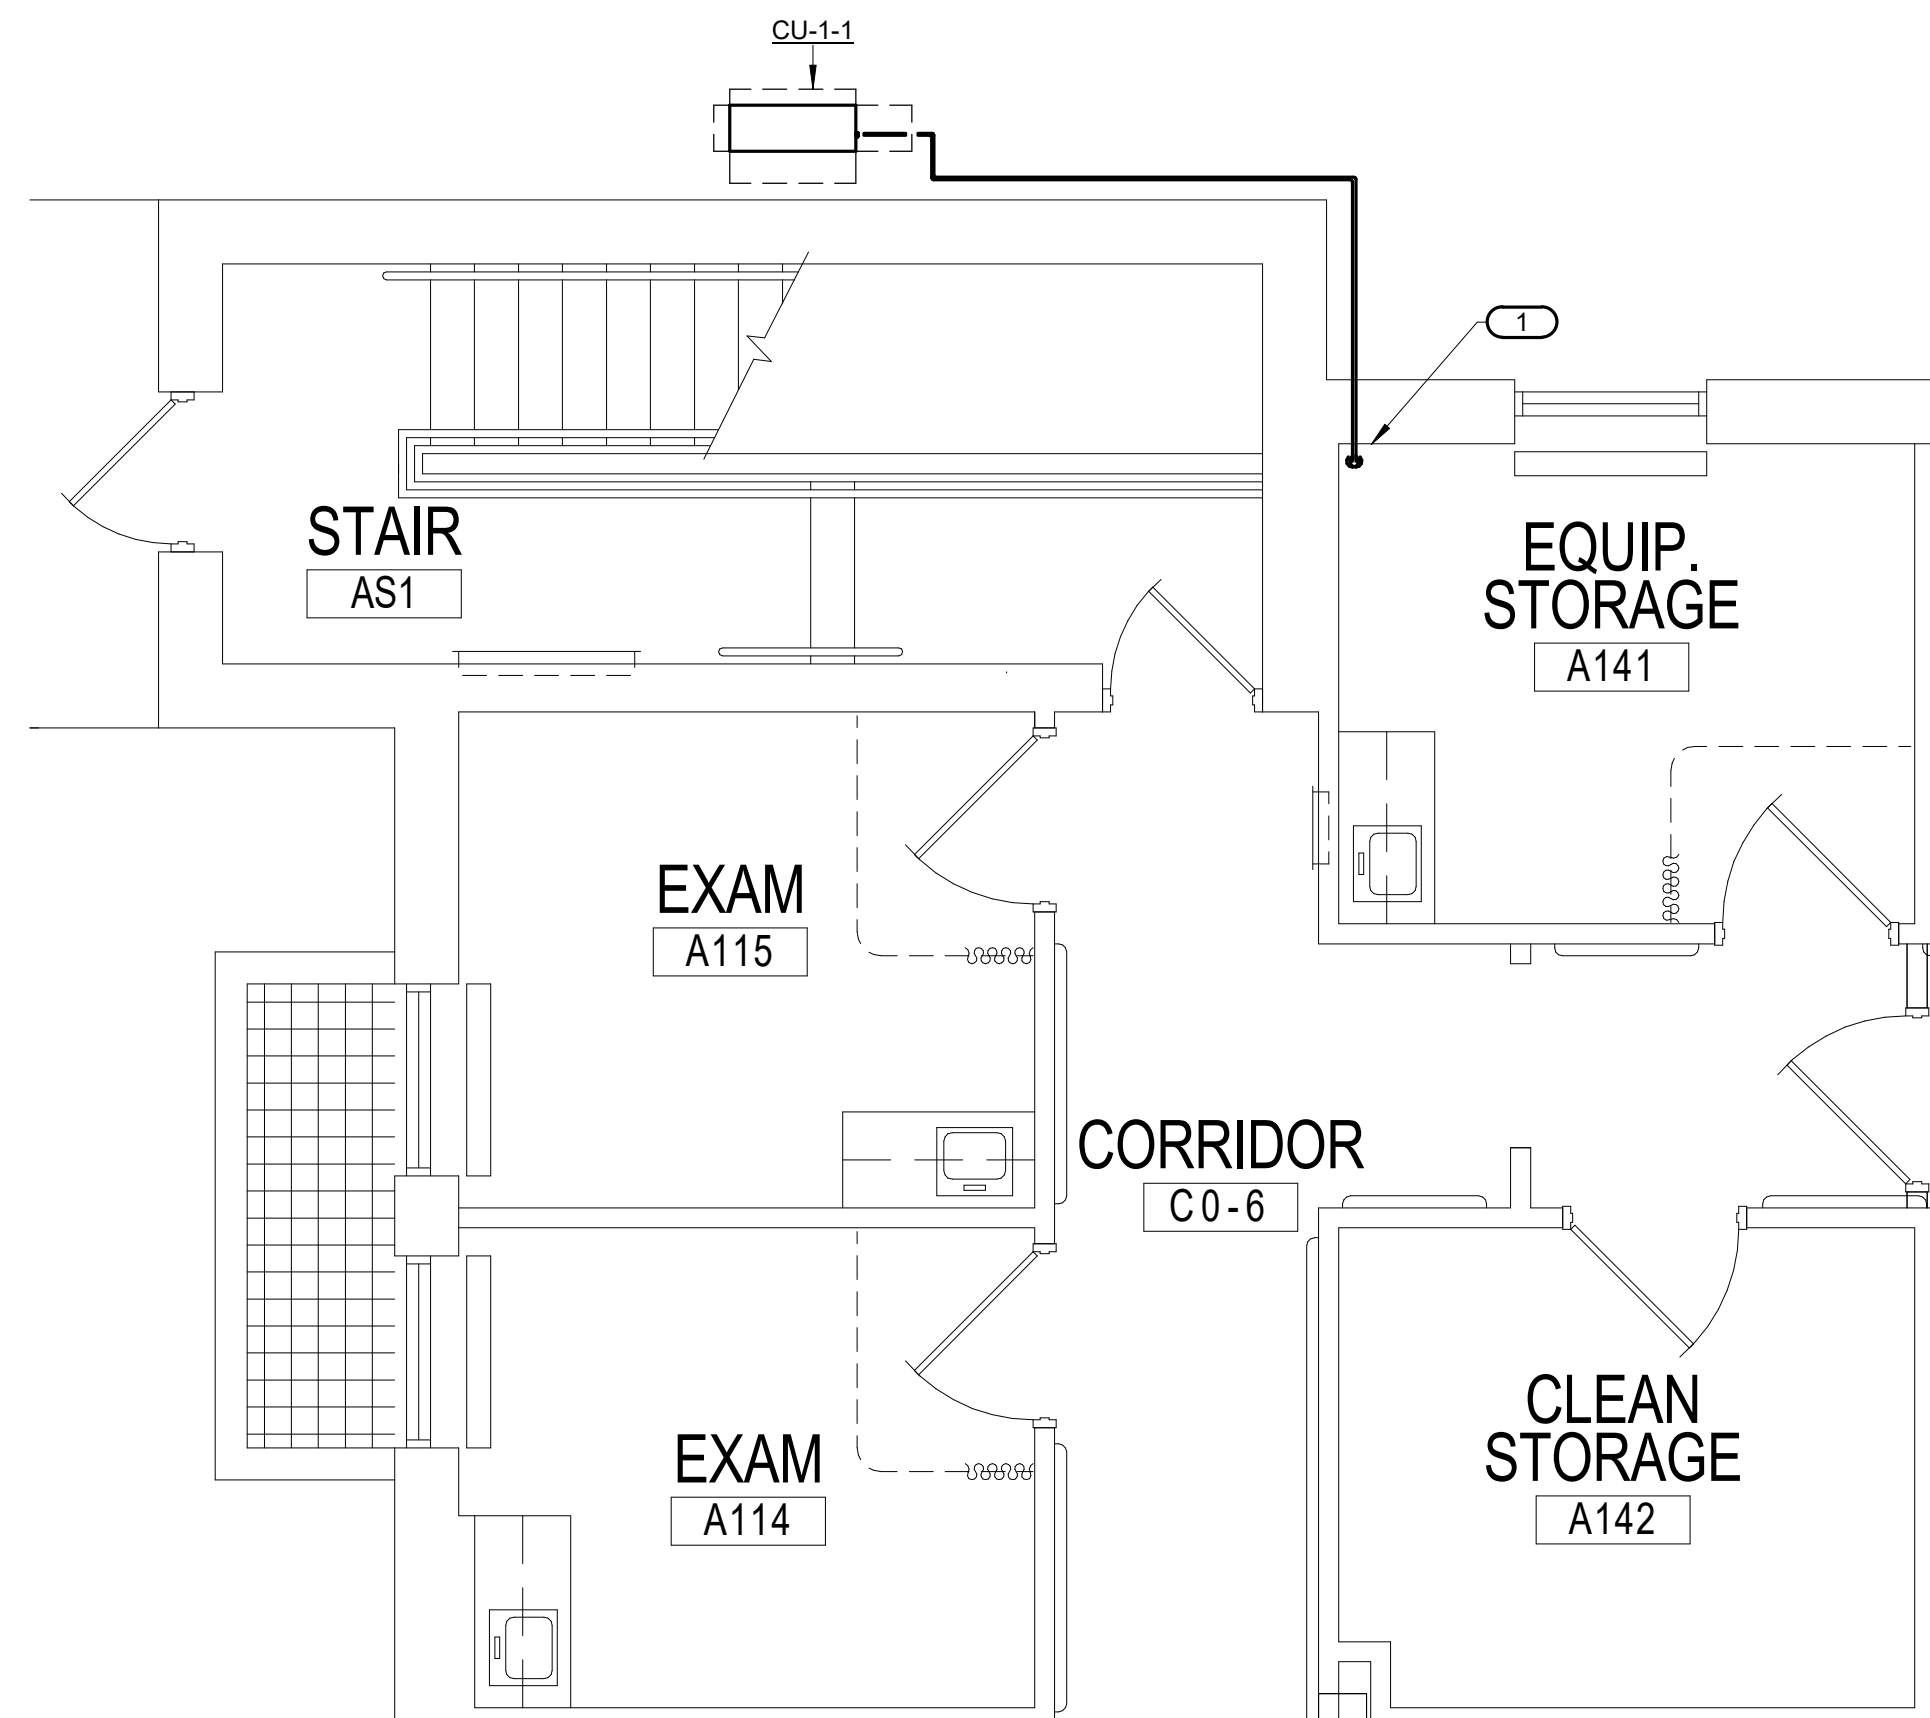 CU-1-1
1
STAIR
AS1
EQUIP.
STORAGE
A141
EXAM
A115
CORRIDOR
C0-6
CLEAN
STORAGE
A142
EXAM
A114